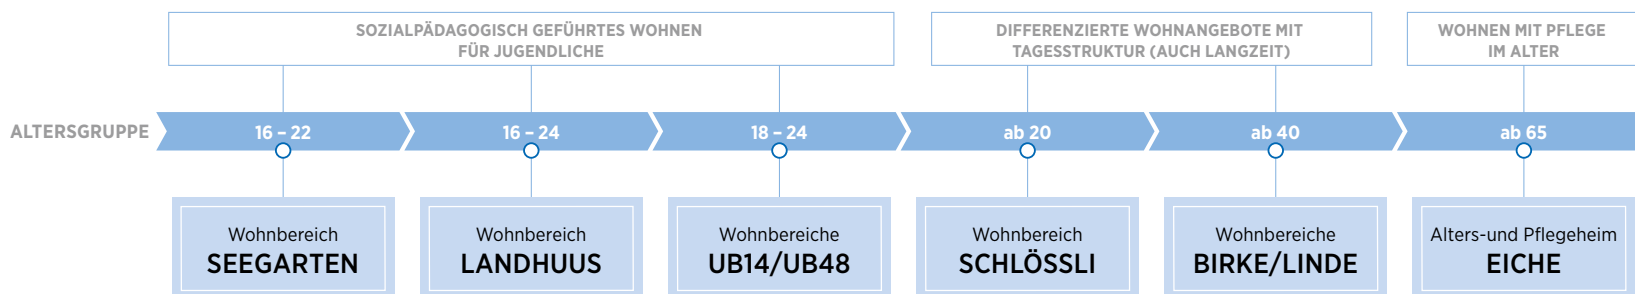 SOZIALPÄDAGOGISCH GEFÜHRTES WOHNEN
FÜR JUGENDLICHE
DIFFERENZIERTE WOHNANGEBOTE MIT
TAGESSTRUKTUR (AUCH LANGZEIT)
WOHNEN MIT PFLEGE
IM ALTER
ALTERSGRUPPE
16 – 22
16 – 24
18 – 24
ab 20
ab 40
ab 65
Wohnbereich
SEEGARTEN
Wohnbereich
LANDHUUS
Wohnbereiche
UB14/UB48
Wohnbereich
SCHLÖSSLI
Wohnbereiche
BIRKE/LINDE
Alters-und Pflegeheim
EICHE